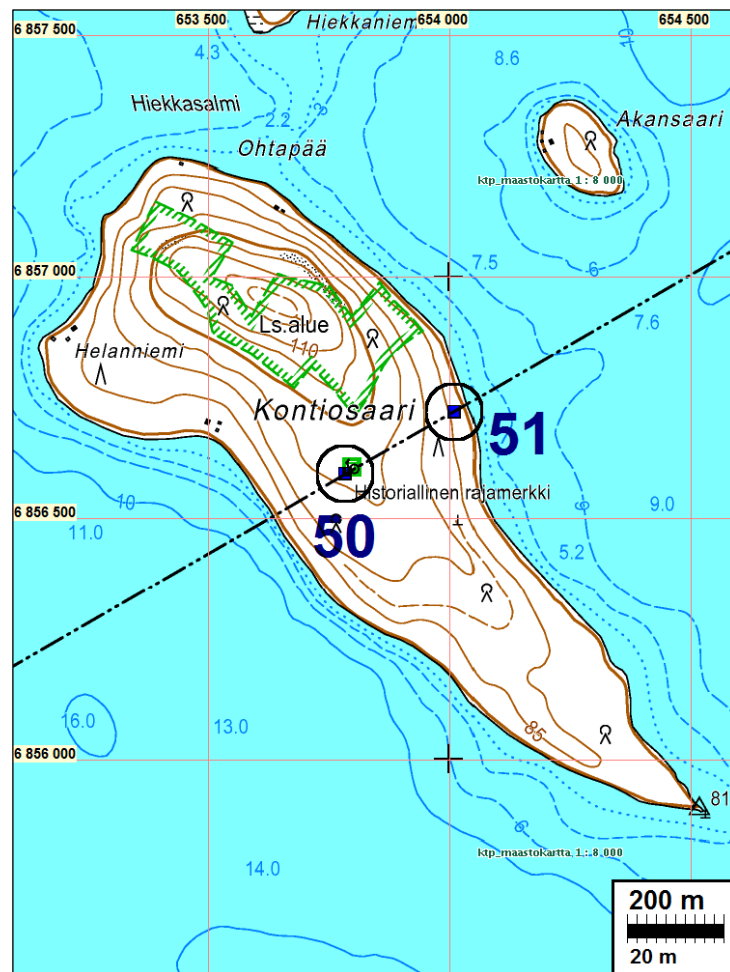 653 500
654 000
654 500
6 857 500
Hiekkaniem
4.3
8.6
10
Hiekkasalmi
3
2.2
Akansaari
Ohtapää
ktp_maastokartta_1 : 8 000
7.5
6
6 857 000
7.6
Ls.alue
110
Helanniemi
Kontiosaari
51
Historiallinen rajamerkki
10
6
9.0
6 856 500
11.0
50
5.2
16.0
13.0
85
6 856 000
81
6
ktp_maastokartta_1 : 8 000
14.0
200 m
20 m